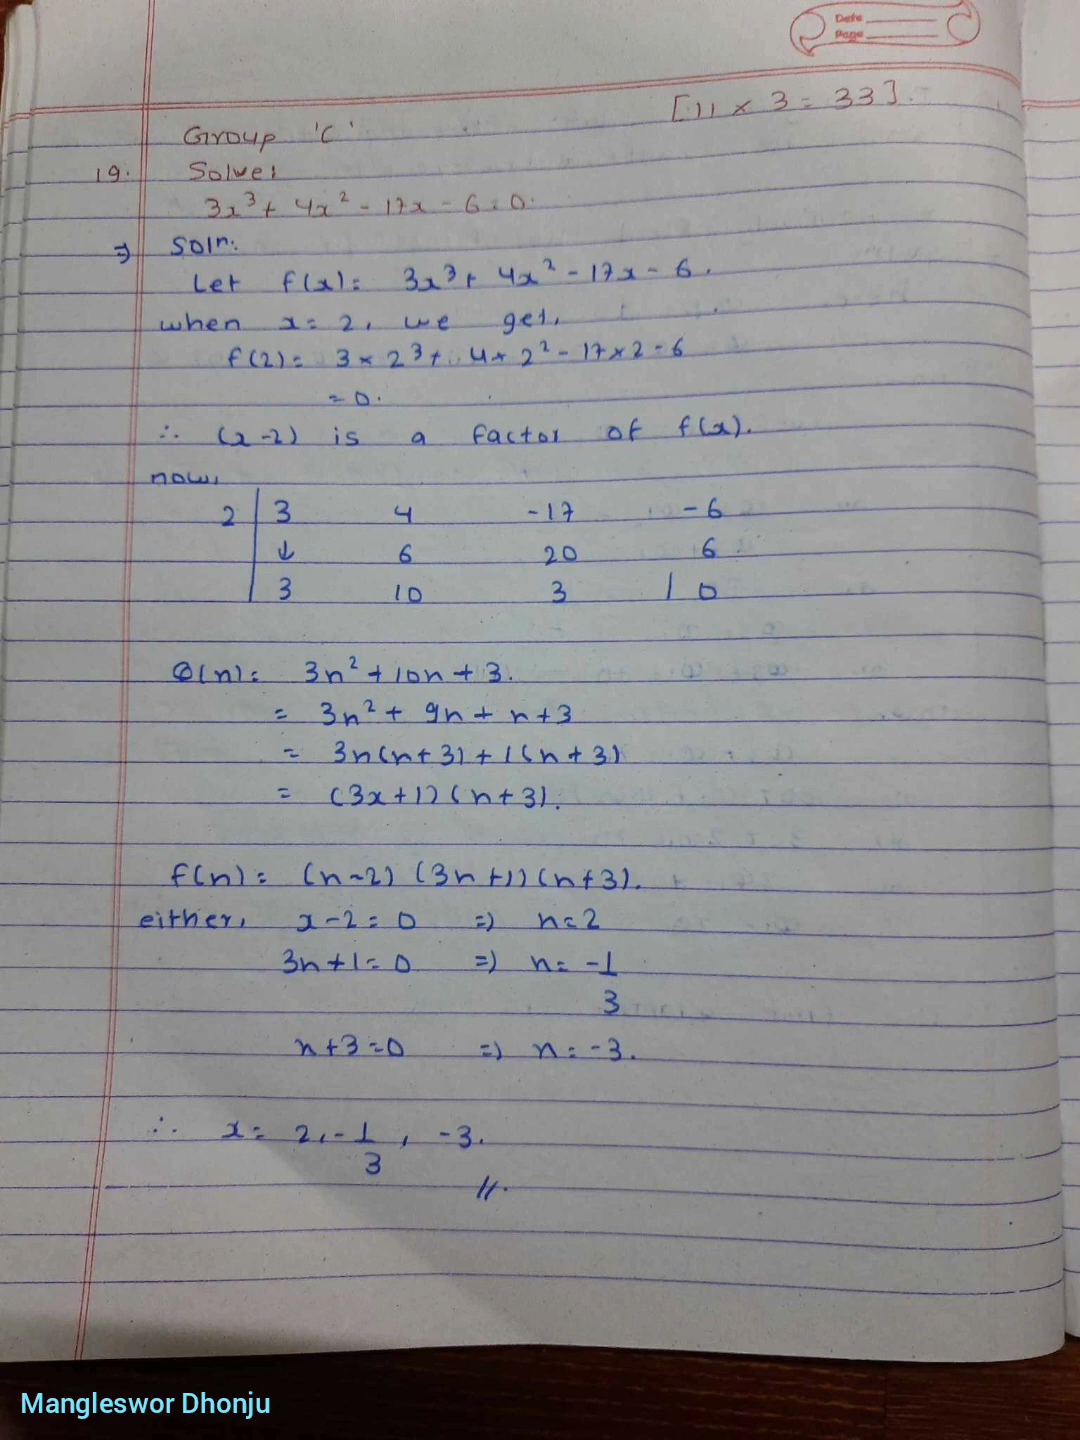 Date
Page
[11 x 3 = 33].
Group 'C'
19. Solve:
3x³ + 4x² - 17x - 6 = 0.
=> Soln:
Let f(x) = 3x³ + 4x² - 17x - 6.
when x = 2, we get,
f(2) = 3 × 2³ + 4 × 2² - 17 × 2 - 6
= 0.
∴ (x-2) is a factor of f(x).
now,
2 | 3 4 -17 -6
↓ 6 20 6
3 10 3 | 0
Q(n) = 3n² + 10n + 3.
= 3n² + 9n + n + 3
= 3n(n+3) + 1(n+3)
= (3x+1)(n+3).
f(n) = (n-2) (3n+1)(n+3).
either, x-2 = 0 => n = 2
3n+1 = 0 => n = -1/3
n+3 = 0 => n = -3.
∴ x = 2, -1/3, -3.
//.
Mangleswor Dhonju